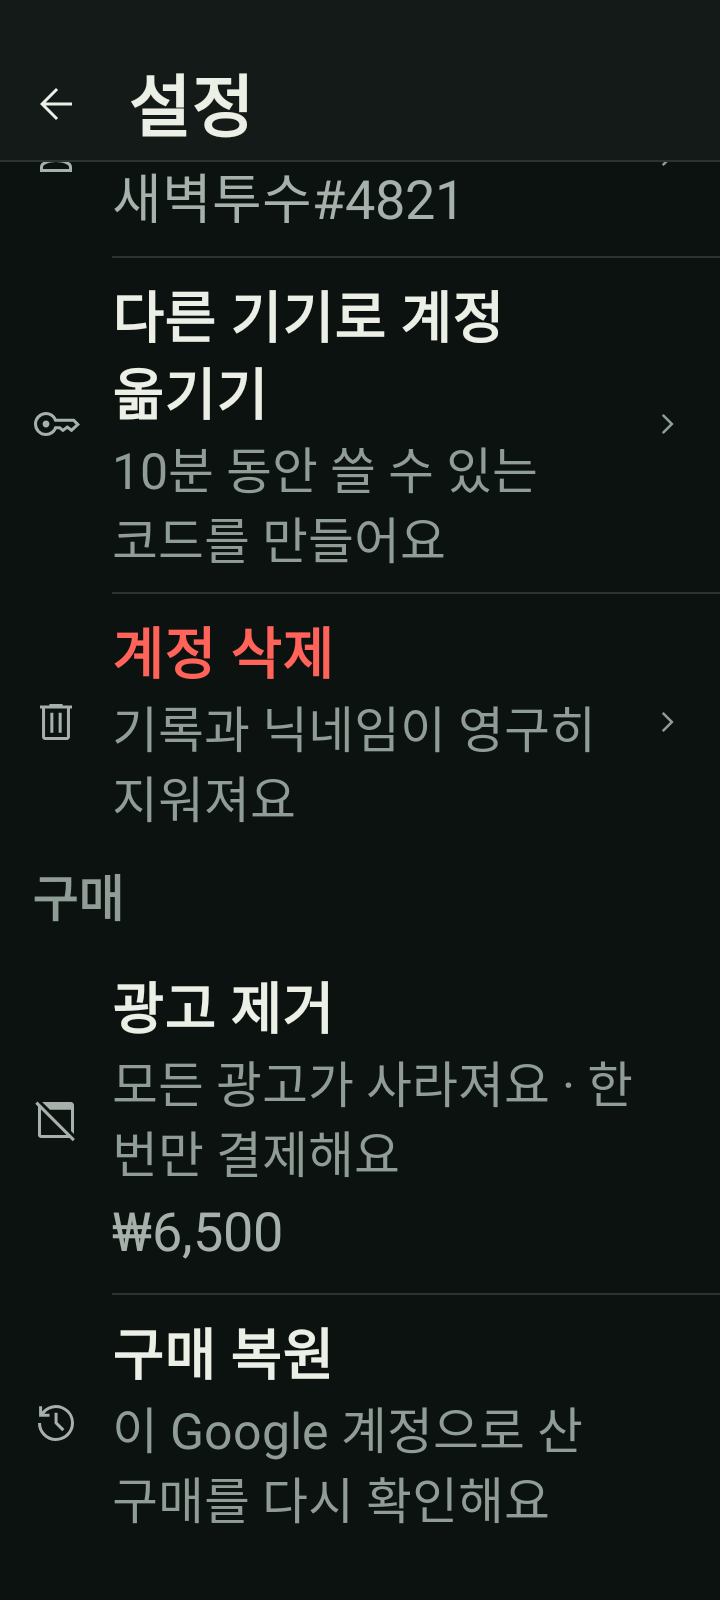 설정
새벽투수#4821
다른 기기로 계정
옮기기
10분 동안 쓸 수 있는
코드를 만들어요
계정 삭제
기록과 닉네임이 영구히
지워져요
구매
광고 제거
모든 광고가 사라져요 · 한
번만 결제해요
₩6,500
구매 복원
이 Google 계정으로 산
구매를 다시 확인해요